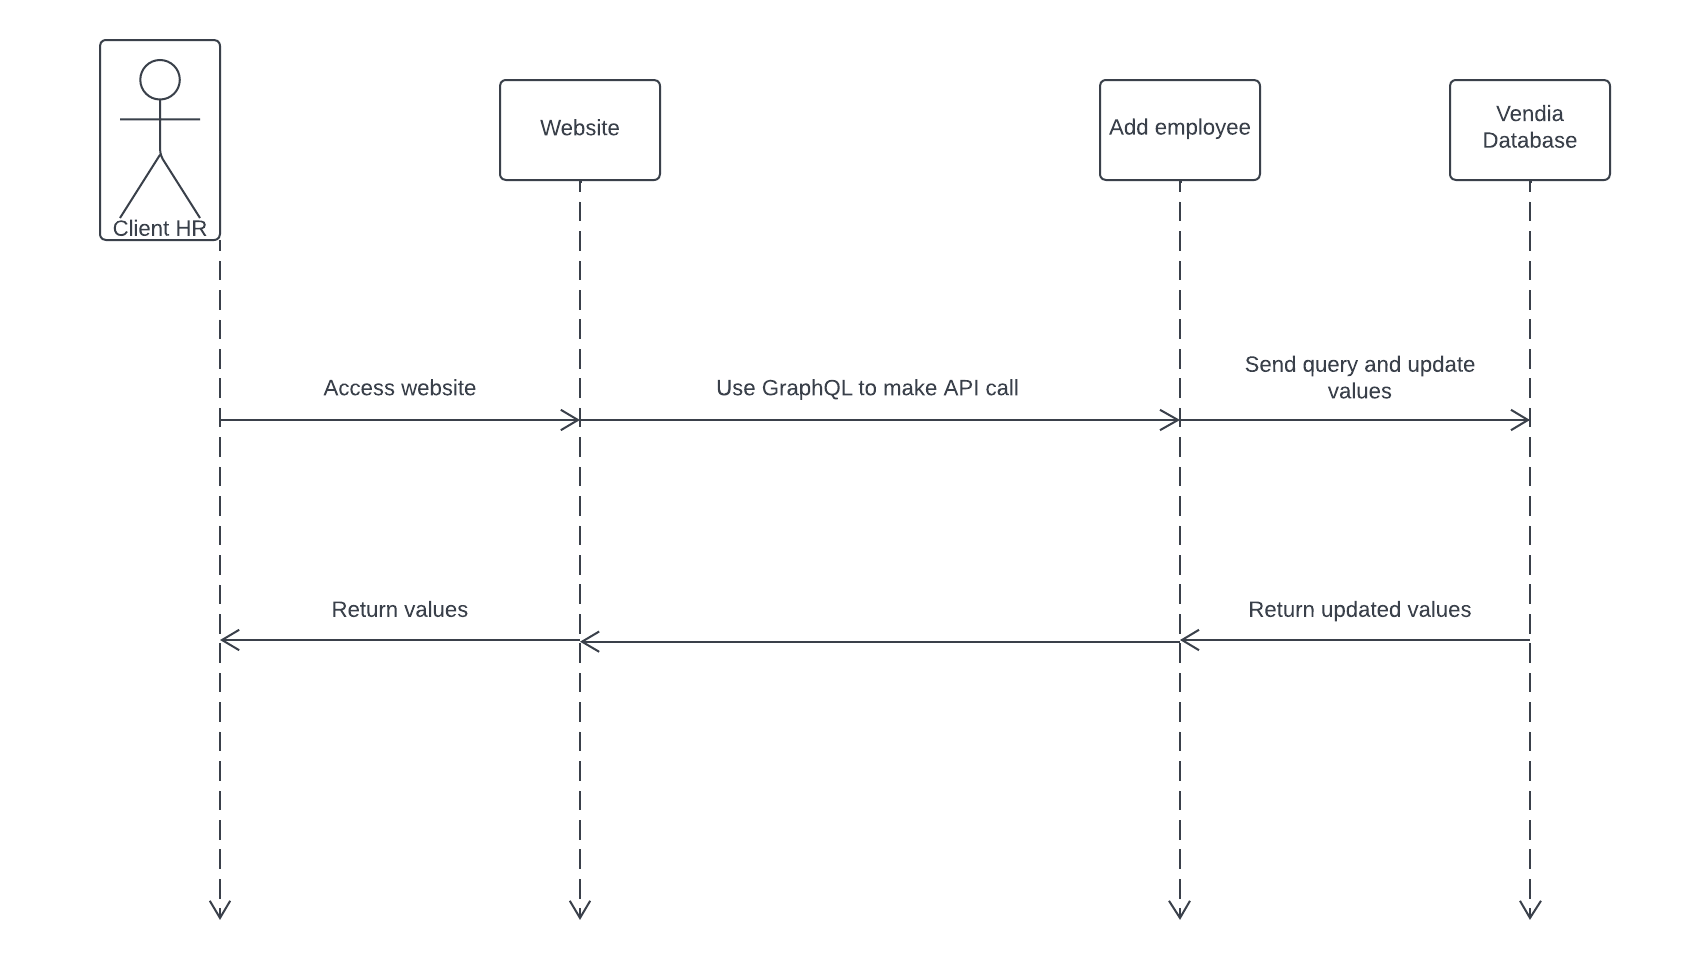 Client HR
Website
Add employee
Vendia
Database
Access website
Use GraphQL to make API call
Send query and update
values
Return values
Return updated values